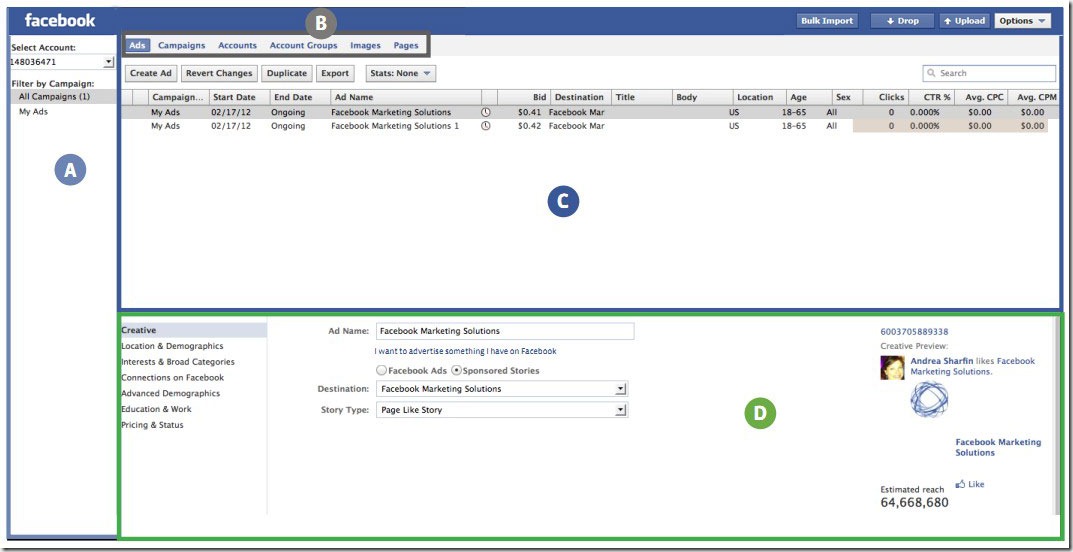 facebook
Bulk Import Drop Upload Options
B
Select Account:
148036471
Filter by Campaign:
All Campaigns (1)
My Ads
A
Ads Campaigns Accounts Account Groups Images Pages
Create Ad Revert Changes Duplicate Export Stats: None Search
Campaign... Start Date End Date Ad Name Bid Destination Title Body Location Age Sex Clicks CTR % Avg. CPC Avg. CPM
My Ads 02/17/12 Ongoing Facebook Marketing Solutions $0.41 Facebook Mar US 18-65 All 0 0.000% $0.00 $0.00
My Ads 02/17/12 Ongoing Facebook Marketing Solutions 1 $0.42 Facebook Mar US 18-65 All 0 0.000% $0.00 $0.00
C
Creative
Location & Demographics
Interests & Broad Categories
Connections on Facebook
Advanced Demographics
Education & Work
Pricing & Status
Ad Name: Facebook Marketing Solutions
I want to advertise something I have on Facebook
Facebook Ads Sponsored Stories
Destination: Facebook Marketing Solutions
Story Type: Page Like Story
D
6003705889338
Creative Preview:
Andrea Sharfin likes Facebook
Marketing Solutions.
Facebook Marketing
Solutions
Like
Estimated reach
64,668,680